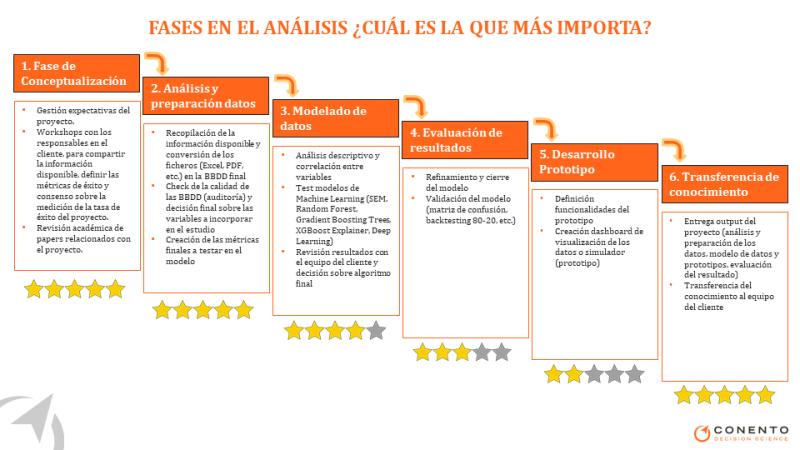 FASES EN EL ANÁLISIS ¿CUÁL ES LA QUE MÁS IMPORTA?
1. Fase de
Conceptualización
• Gestión expectativas del
proyecto.
• Workshops con los
responsables en el
cliente, para compartir
la información
disponible, definir las
métricas de éxito y
consenso sobre la
medición de la tasa de
éxito del proyecto.
• Revisión académica de
papers relacionados con
el proyecto.
2. Análisis y
preparación datos
• Recopilación de la
información disponible y
conversión de los
ficheros (Excel, PDF,
etc.) en la BBDD final
• Check de la calidad de
las BBDD (auditoría) y
decisión final sobre las
variables a incorporar
en el estudio
• Creación de las métricas
finales a testar en el
modelo
3. Modelado de
datos
• Análisis descriptivo y
correlación entre
variables
• Test modelos de
Machine Learning (SEM,
Random Forest,
Gradient Boosting Trees,
XGBoost Explainer, Deep
Learning)
• Revisión resultados con
el equipo del cliente y
decisión sobre algoritmo
final
4. Evaluación de
resultados
• Refinamiento y cierre
del modelo
• Validación del modelo
(matriz de confusión,
backtesting 80-20, etc.)
5. Desarrollo
Prototipo
• Definición
funcionalidades del
prototipo
• Creación dashboard de
visualización de los
datos o simulador
(prototipo)
6. Transferencia de
conocimiento
• Entrega output del
proyecto (análisis y
preparación de los
datos, modelo de datos y
prototipos, evaluación
del resultado)
• Transferencia del
conocimiento al equipo
del cliente
CONENTO
DECISION SCIENCE